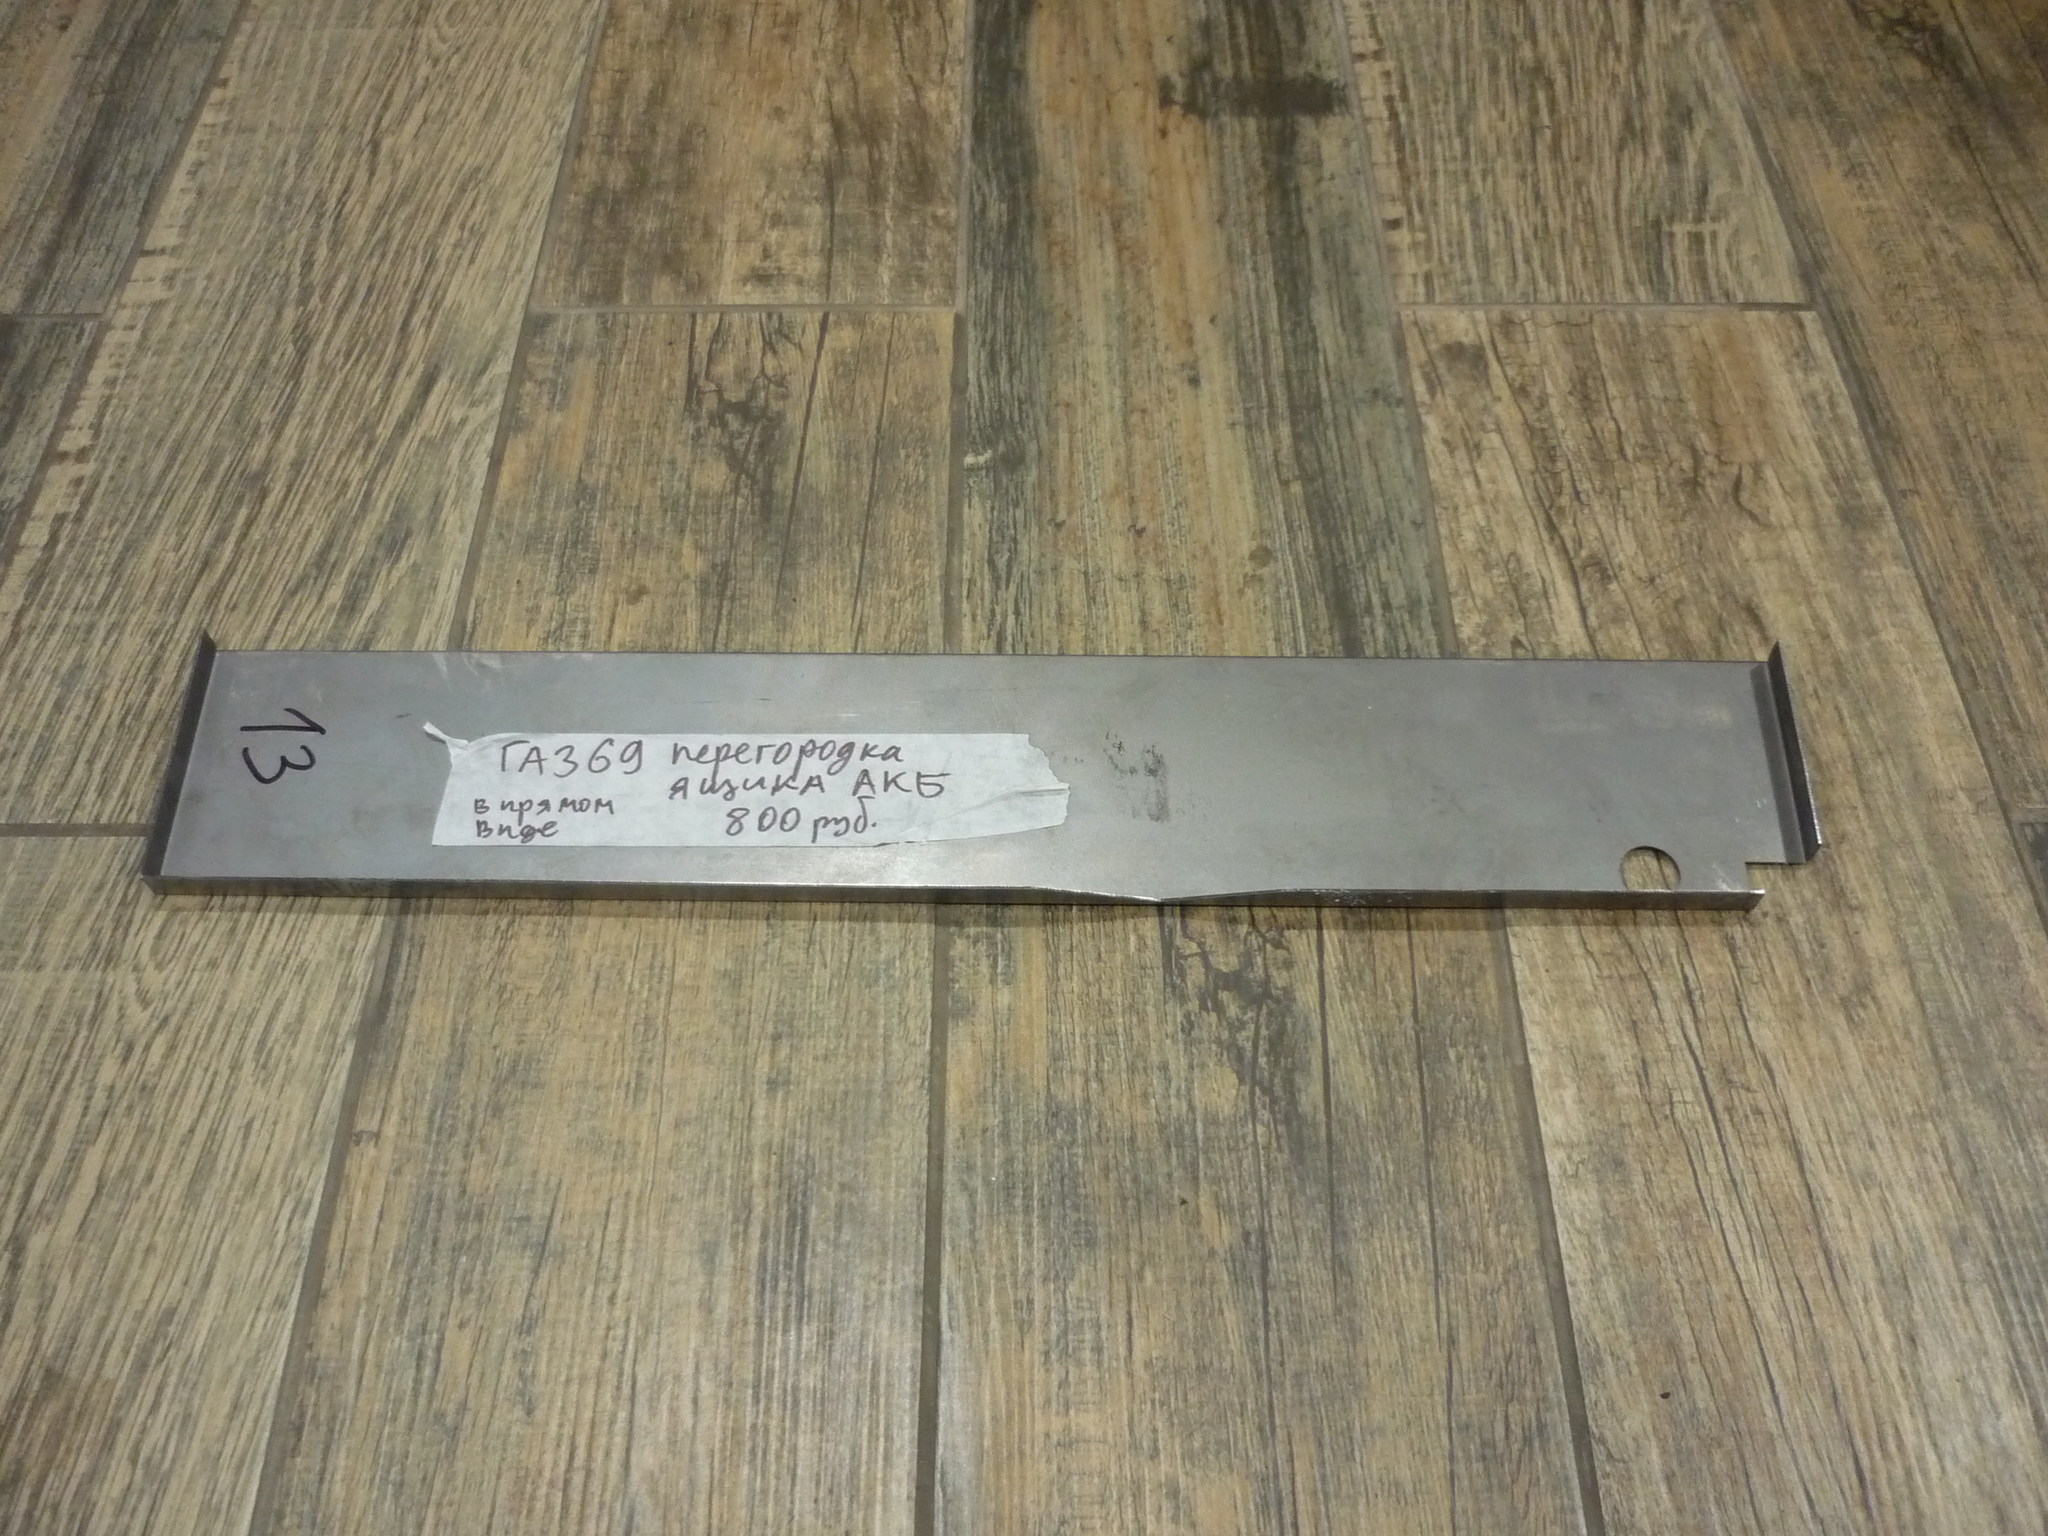 13
ГАЗ69 перегородка
ящика АКБ
в прямом
виде
800 руб.